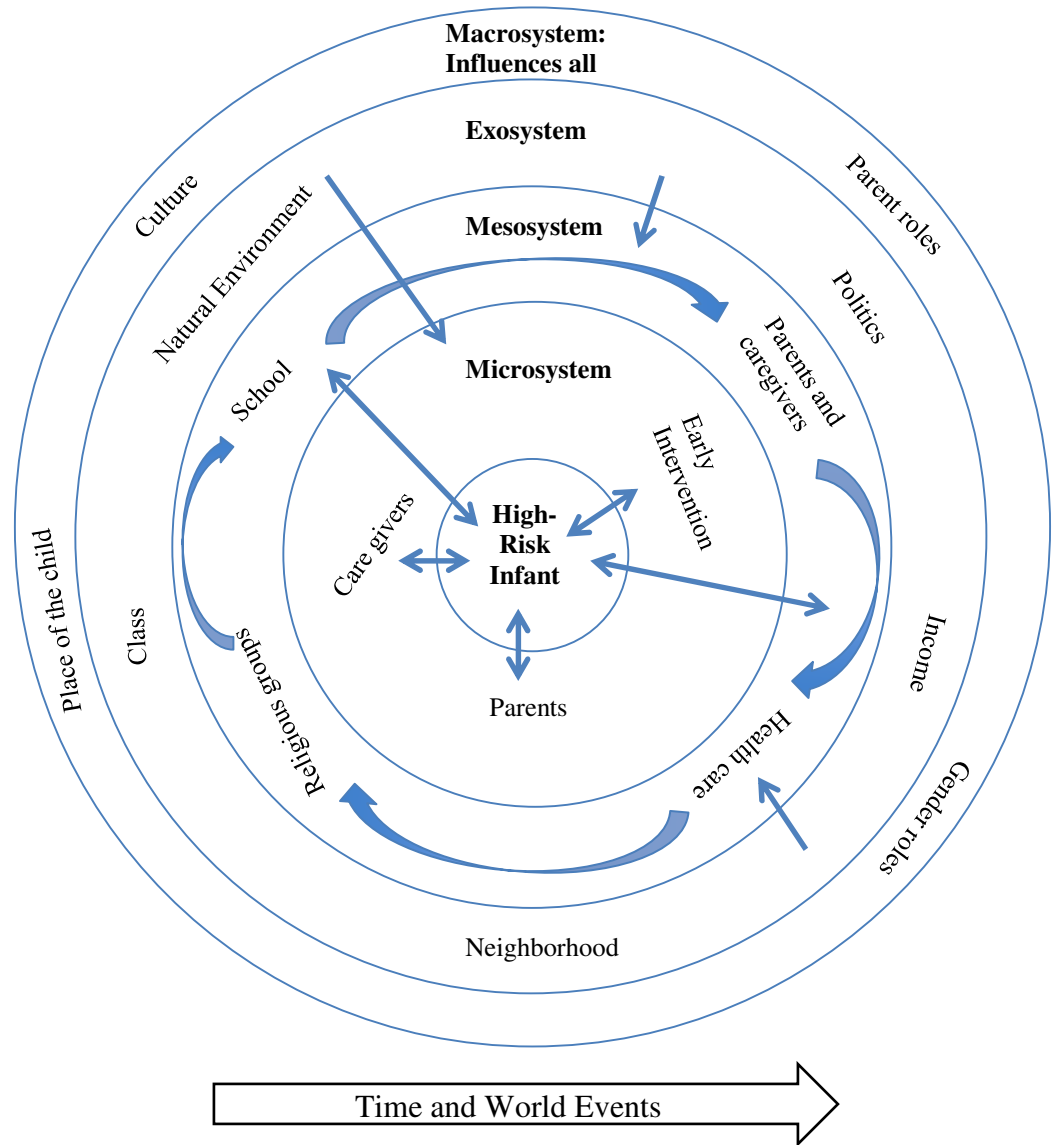 Macrosystem:
Influences all
Exosystem
Culture
Parent roles
Natural Environment
Mesosystem
Politics
School
Parents and
caregivers
Microsystem
Early
Intervention
Care givers
High-
Risk
Infant
Place of the child
Class
Religious groups
Parents
Health care
Income
Gender roles
Neighborhood
Time and World Events